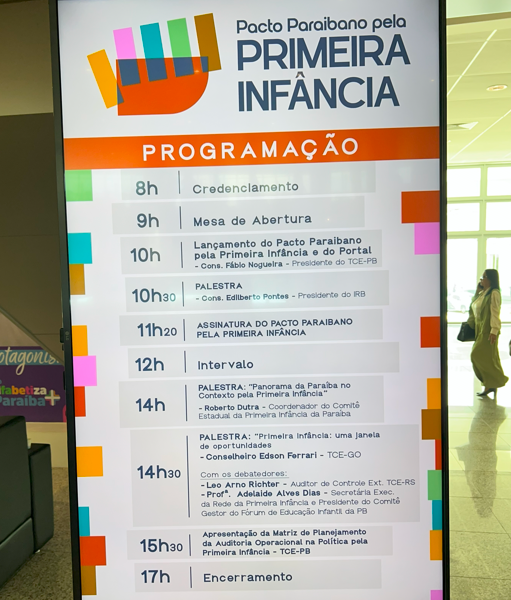 Pacto Paraibano pela
PRIMEIRA
INFÂNCIA
PROGRAMAÇÃO
8h Credenciamento
9h Mesa de Abertura
10h Lançamento do Pacto Paraibano
pela Primeira Infância e do Portal
- Cons. Fábio Nogueira - Presidente do TCE-PB
10h30 PALESTRA
- Cons. Edilberto Pontes - Presidente do IRB
11h20 ASSINATURA DO PACTO PARAIBANO
PELA PRIMEIRA INFÂNCIA
12h Intervalo
14h PALESTRA: "Panorama da Paraíba no
Contexto pela Primeira Infância"
- Roberto Dutra - Coordenador do Comitê
Estadual da Primeira Infância da Paraíba
14h30 PALESTRA: "Primeira Infância: uma janela
de oportunidades
- Conselheiro Edson Ferrari - TCE-GO
Com os debatedores:
- Leo Arno Richter - Auditor de Controle Ext. TCE-RS
- Profª. Adelaide Alves Dias - Secretária Exec.
da Rede da Primeira Infância e Presidente do Comitê
Gestor do Fórum de Educação Infantil da PB
15h30 Apresentação da Matriz de Planejamento
da Auditoria Operacional na Política pela
Primeira Infância - TCE-PB
17h Encerramento
otagonis
lfabetiza
Paraíba+